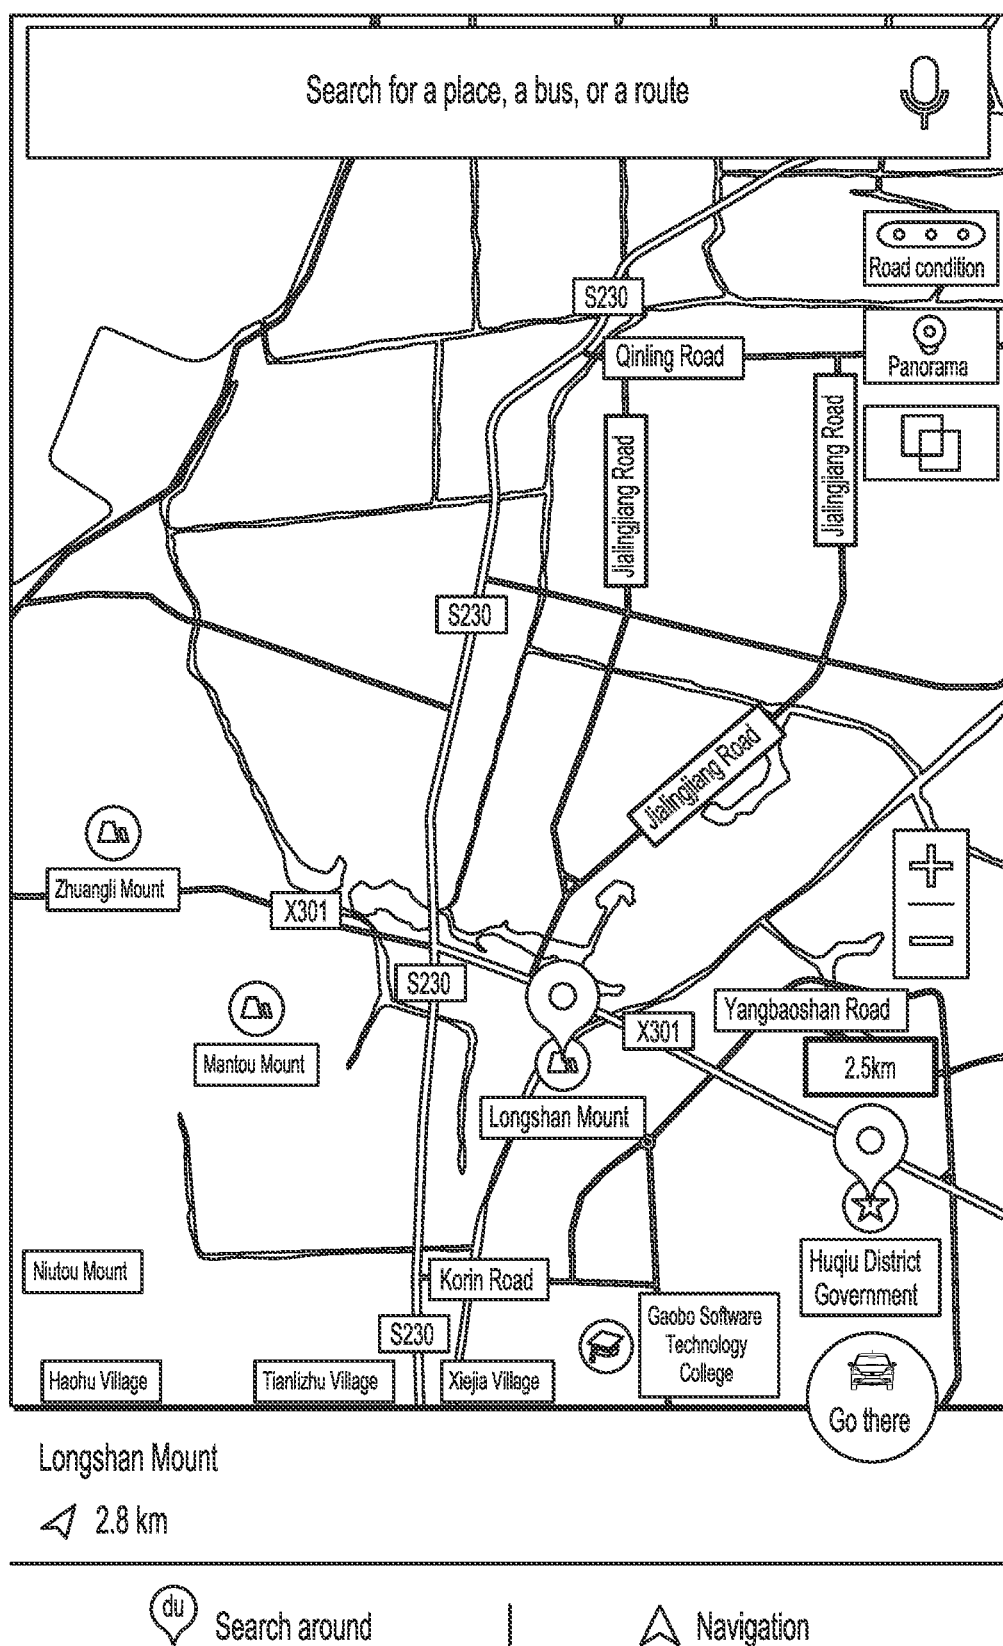 Search for a place, a bus, or a route
Road condition
S230
Qinling Road
Panorama
Jialingjiang Road
Jialingjiang Road
S230
Jialingjiang Road
Zhuangli Mount
X301
S230
Yangbaoshan Road
X301
Mantou Mount
2.5km
Longshan Mount
Niutou Mount
Korin Road
Huqiu District
Government
S230
Gaobo Software
Technology
College
Haohu Village
Tianlizhu Village
Xiejia Village
Go there
Longshan Mount
2.8 km
du
Search around
Navigation